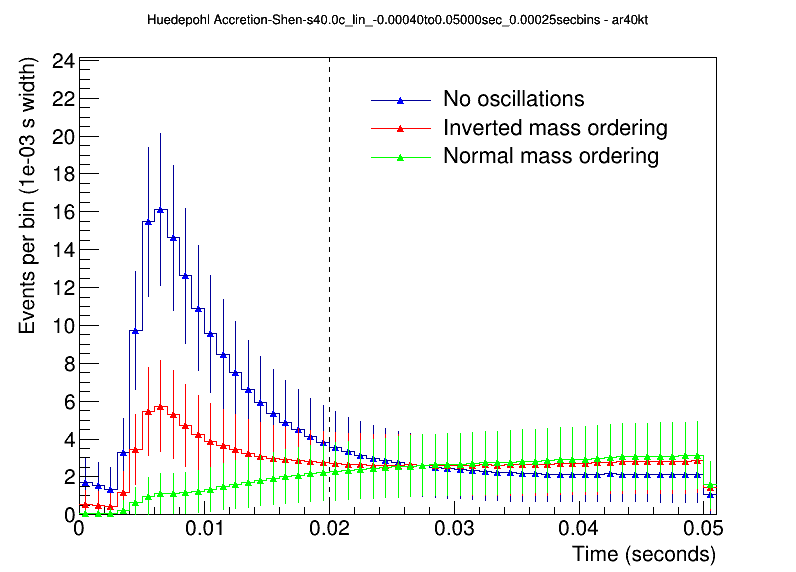 Huedepohl Accretion-Shen-s40.0c_lin_-0.00040to0.05000sec_0.00025secbins - ar40kt
Events per bin (1e-03 s width)
24
22
20
18
16
14
12
10
8
6
4
2
0
No oscillations
Inverted mass ordering
Normal mass ordering
0 0.01 0.02 0.03 0.04 0.05
Time (seconds)